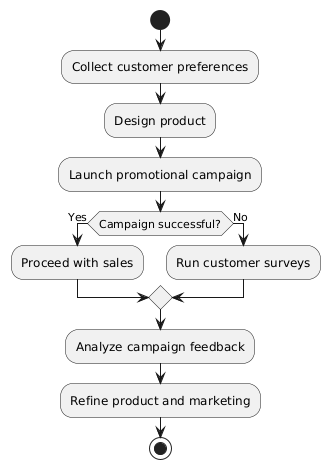 Collect customer preferences
Design product
Launch promotional campaign
Yes
Campaign successful?
No
Proceed with sales
Run customer surveys
Analyze campaign feedback
Refine product and marketing